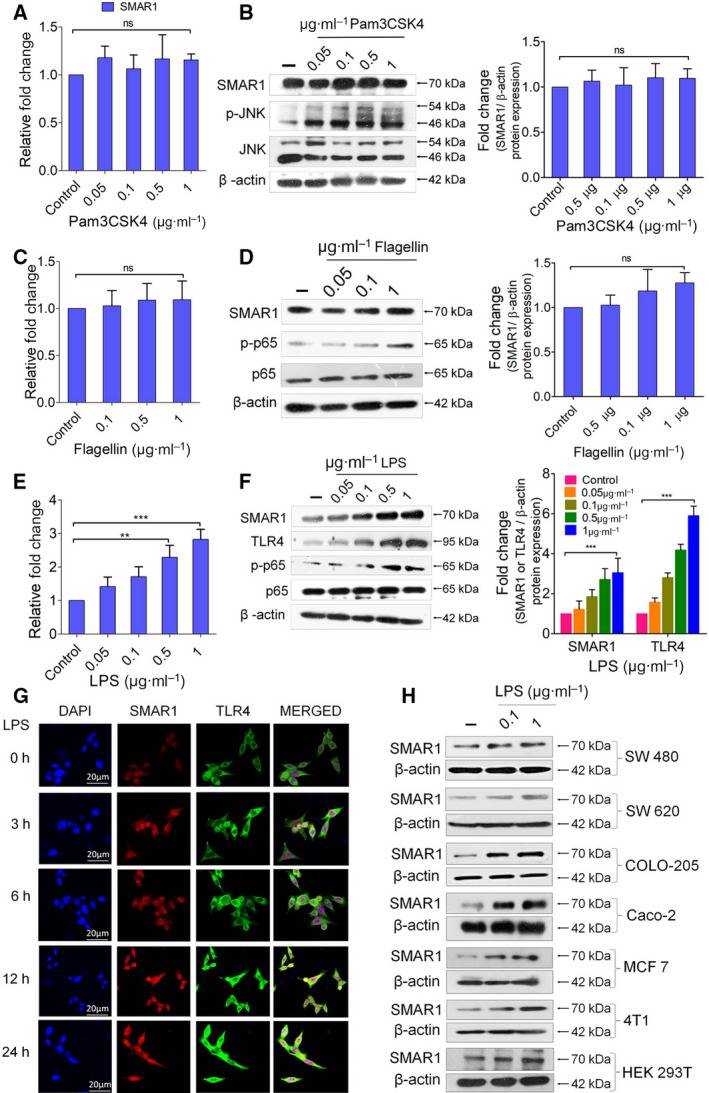 A
SMAR1
ns
Relative fold change
1.5
1.0
0.5
0.0
Control
0.05
0.1
0.5
1
Pam3CSK4 (µg·ml–1)
B
µg·ml–1 Pam3CSK4
– 0.05 0.1 0.5 1
SMAR1 ←70 kDa
p-JNK ←54 kDa
←46 kDa
JNK ←54 kDa
←46 kDa
β -actin ←42 kDa
ns
Fold change
(SMAR1/ β-actin
protein expression)
1.5
1.0
0.5
0.0
Control
0.5 µg
0.1 µg
0.5 µg
1 µg
Pam3CSK4 (µg·ml–1)
C
ns
Relative fold change
1.5
1.0
0.5
0.0
Control
0.1
0.5
1
Flagellin (µg·ml–1)
D
µg·ml–1 Flagellin
– 0.05 0.1 1
SMAR1 ←70 kDa
p-p65 ←65 kDa
p65 ←65 kDa
β-actin ←42 kDa
ns
Fold change
(SMAR1/ β-actin
protein expression)
1.5
1.0
0.5
0.0
Control
0.5 µg
0.1 µg
1 µg
Flagellin (µg·ml–1)
E
***
**
Relative fold change
4
3
2
1
0
Control
0.05
0.1
0.5
1
LPS (µg·ml–1)
F
µg·ml–1 LPS
– 0.05 0.1 0.5 1
SMAR1 ←70 kDa
TLR4 ←95 kDa
p-p65 ←65 kDa
p65 ←65 kDa
β -actin ←42 kDa
Control
0.05µg·ml–1
0.1µg·ml–1
0.5µg·ml–1
1µg·ml–1
***
***
Fold change
(SMAR1 or TLR4 / β-actin
protein expression)
8
6
4
2
0
SMAR1 TLR4
LPS (µg·ml–1)
G
LPS DAPI SMAR1 TLR4 MERGED
0 h
20µm 20µm
3 h
20µm 20µm
6 h
20µm 20µm
12 h
20µm 20µm
24 h
20µm 20µm
H
LPS (µg·ml–1)
– 0.1 1
SMAR1 ←70 kDa
β-actin ←42 kDa
SW 480
SMAR1 ←70 kDa
β-actin ←42 kDa
SW 620
SMAR1 ←70 kDa
β-actin ←42 kDa
COLO-205
SMAR1 ←70 kDa
β-actin ←42 kDa
Caco-2
SMAR1 ←70 kDa
β-actin ←42 kDa
MCF 7
SMAR1 ←70 kDa
β-actin ←42 kDa
4T1
SMAR1 ←70 kDa
β-actin ←42 kDa
HEK 293T